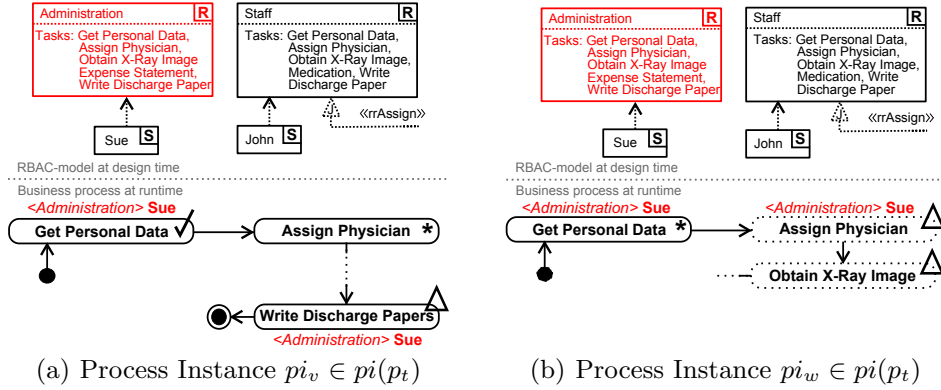 Administration R
Tasks: Get Personal Data,
Assign Physician,
Obtain X-Ray Image
Expense Statement,
Write Discharge Paper
Sue S
Staff R
Tasks: Get Personal Data,
Assign Physician,
Obtain X-Ray Image,
Medication, Write
Discharge Paper
John S
«rrAssign»
RBAC-model at design time
Business process at runtime
<Administration> Sue
Get Personal Data
Assign Physician *
Write Discharge Papers
<Administration> Sue
(a) Process Instance piᵥ ∈ pi(pₜ)
Administration R
Tasks: Get Personal Data,
Assign Physician,
Obtain X-Ray Image
Expense Statement,
Write Discharge Paper
Sue S
Staff R
Tasks: Get Personal Data,
Assign Physician,
Obtain X-Ray Image,
Medication, Write
Discharge Paper
John S
«rrAssign»
RBAC-model at design time
Business process at runtime
<Administration> Sue
Get Personal Data *
<Administration> Sue
Assign Physician
Obtain X-Ray Image
(b) Process Instance pi_w ∈ pi(pₜ)